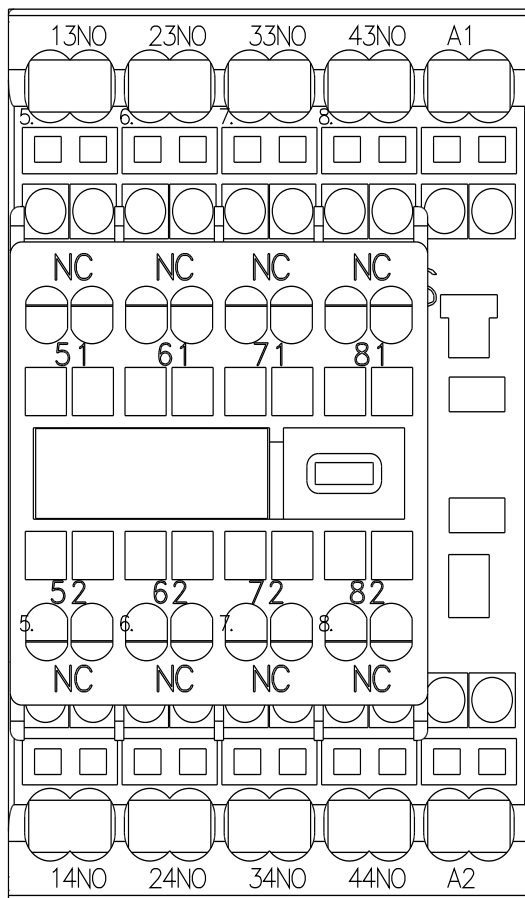 13NO 23NO 33NO 43NO A1
5. 6. 7. 8.
NC NC NC NC
51 61 71 81
52 62 72 82
5. 6. 7. 8.
NC NC NC NC
14NO 24NO 34NO 44NO A2